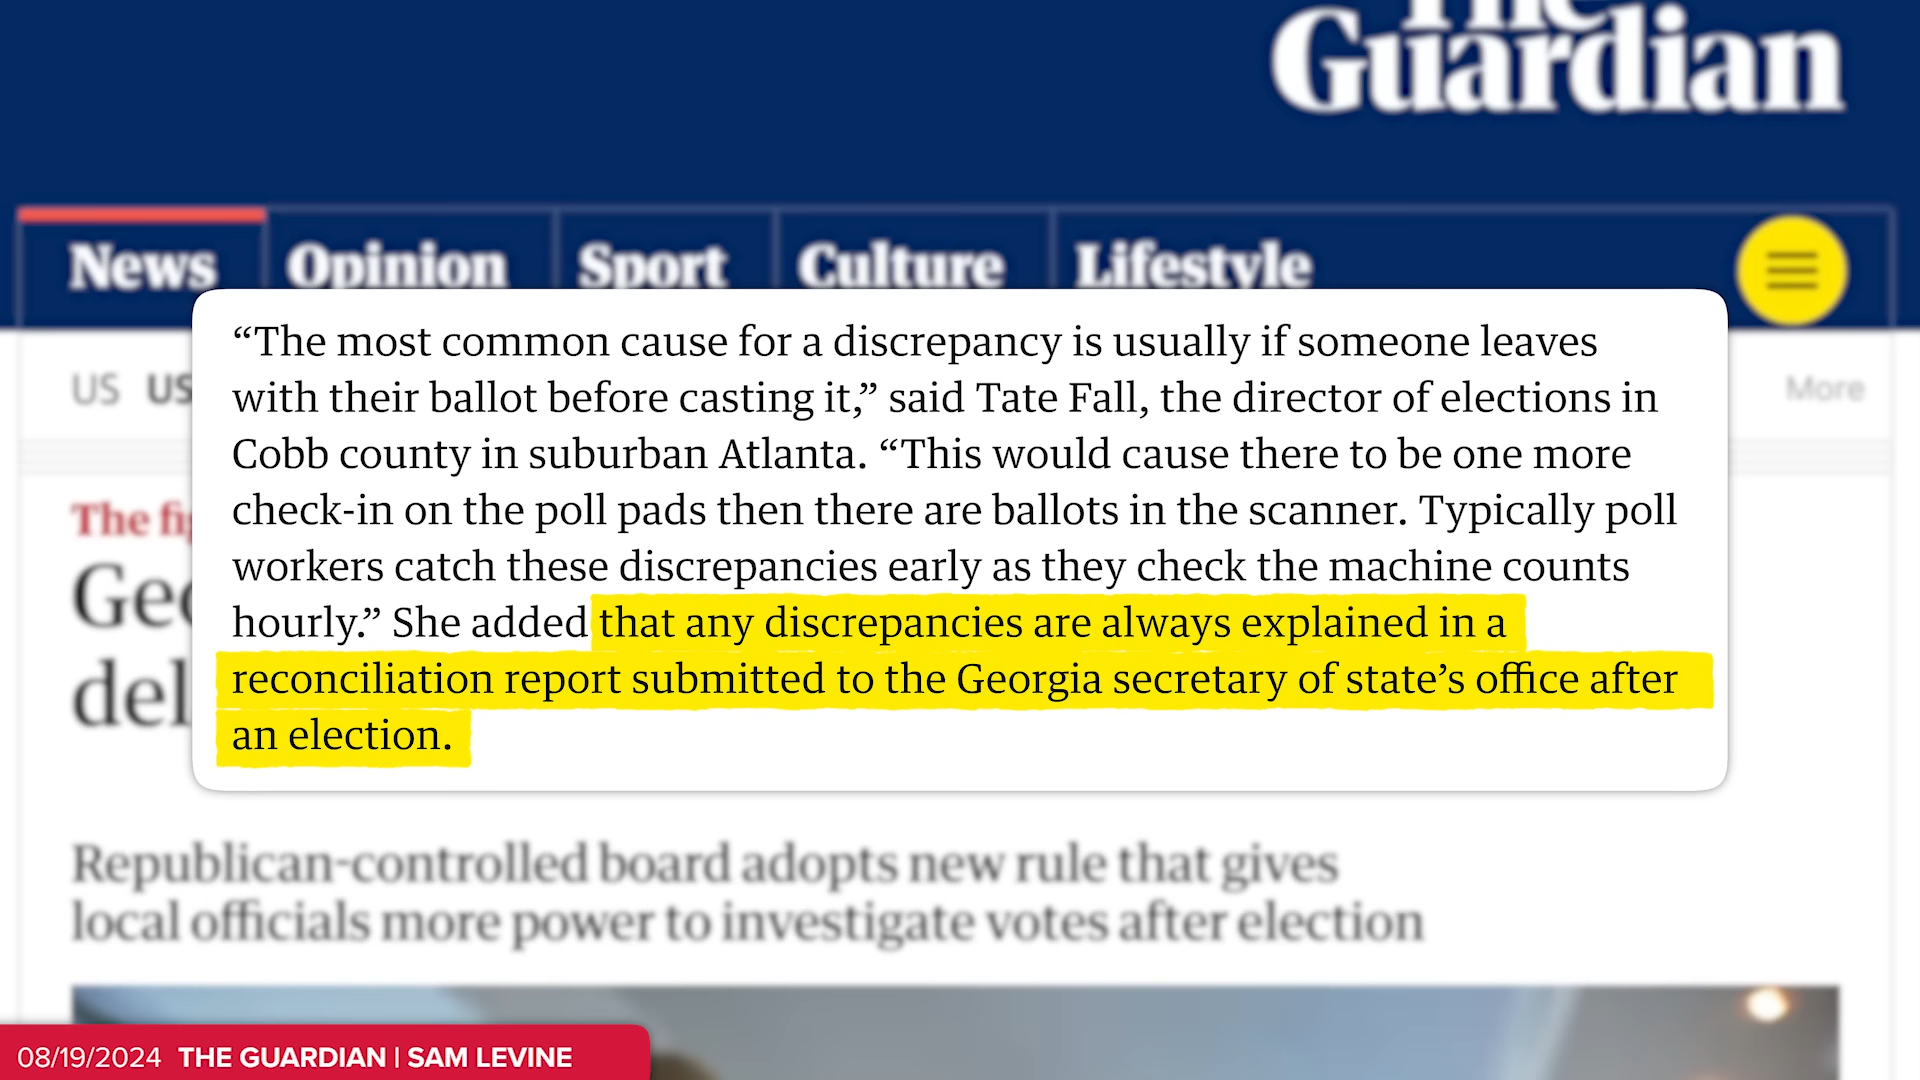 The
Guardian
News Opinion Sport Culture Lifestyle
US US
More
“The most common cause for a discrepancy is usually if someone leaves
with their ballot before casting it,” said Tate Fall, the director of elections in
Cobb county in suburban Atlanta. “This would cause there to be one more
check-in on the poll pads then there are ballots in the scanner. Typically poll
workers catch these discrepancies early as they check the machine counts
hourly.” She added that any discrepancies are always explained in a
reconciliation report submitted to the Georgia secretary of state’s office after
an election.
The
Republican-controlled board adopts new rule that gives
local officials more power to investigate votes after election
08/19/2024 THE GUARDIAN | SAM LEVINE